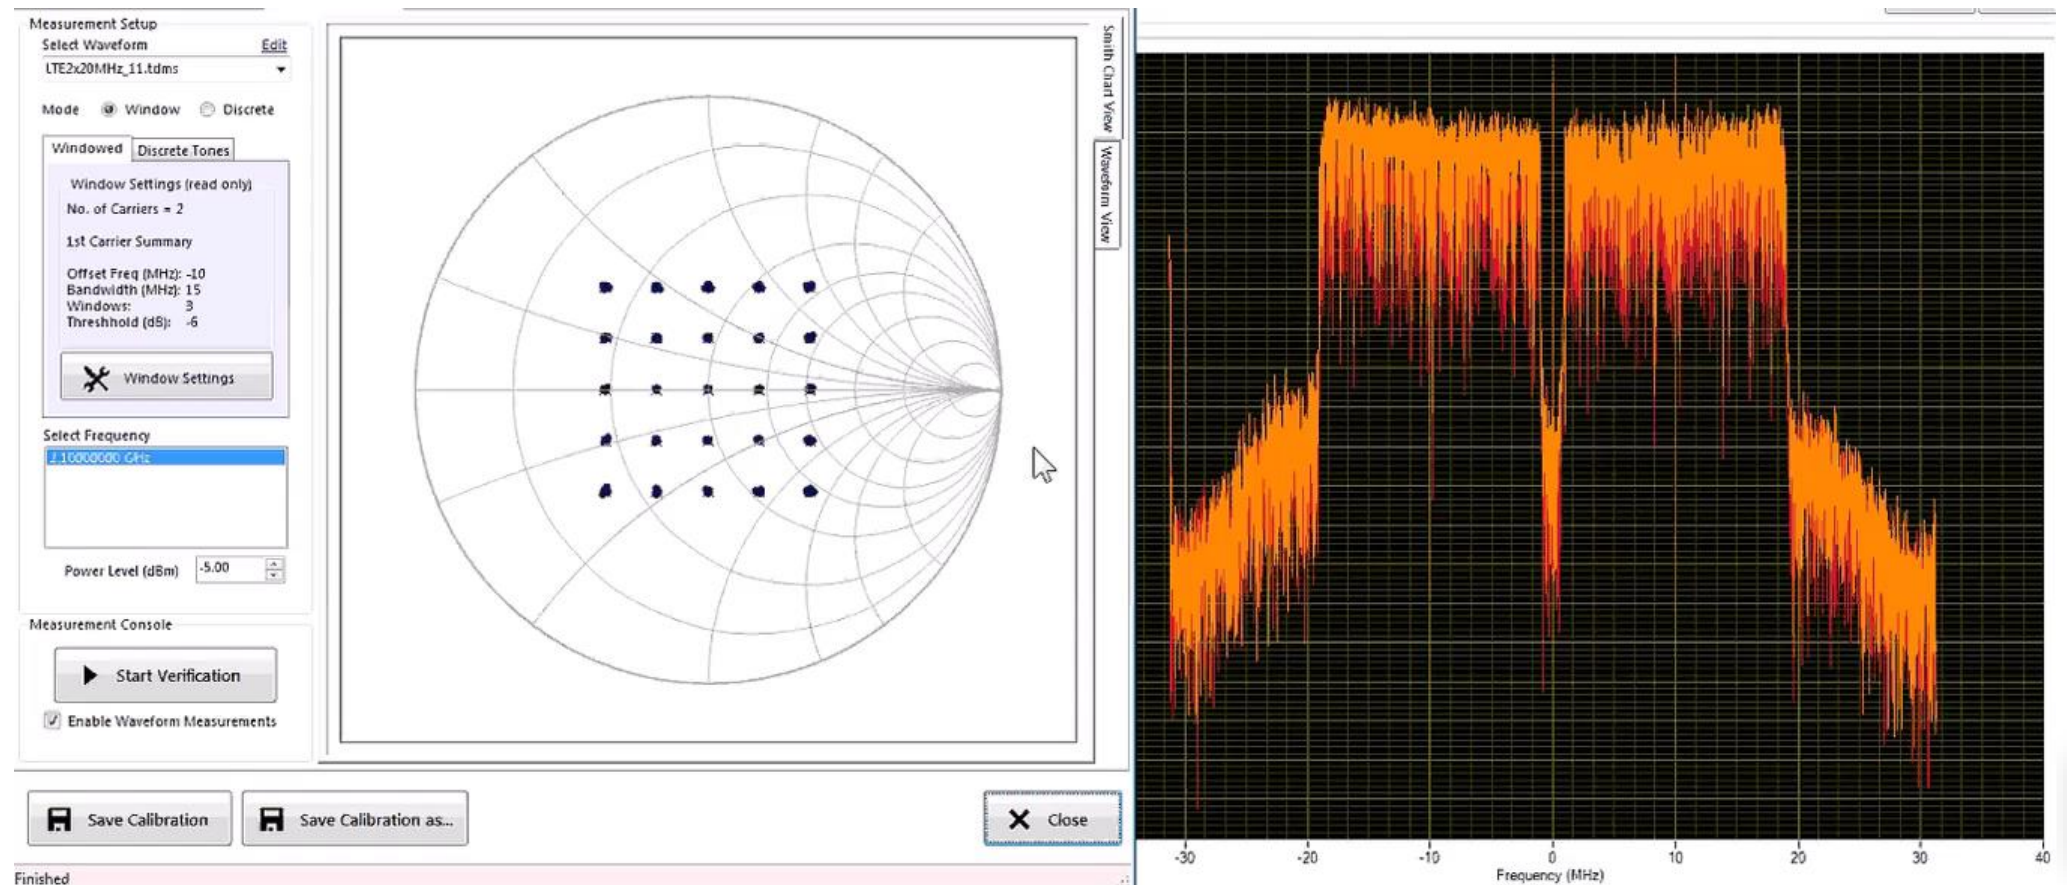 Measurement Setup
Select Waveform Edit
LTE2x20MHz_11.tdms
Mode Window Discrete
Windowed Discrete Tones
Window Settings (read only)
No. of Carriers = 2
1st Carrier Summary
Offset Freq (MHz): -10
Bandwidth (MHz): 15
Windows: 3
Threshhold (dB): -6
Window Settings
Select Frequency
2.10000000 GHz
Power Level (dBm) -5.00
Measurement Console
Start Verification
Enable Waveform Measurements
Smith Chart View
Waveform View
Save Calibration
Save Calibration as...
Close
Finished
-30 -20 -10 0 10 20 30 40
Frequency (MHz)